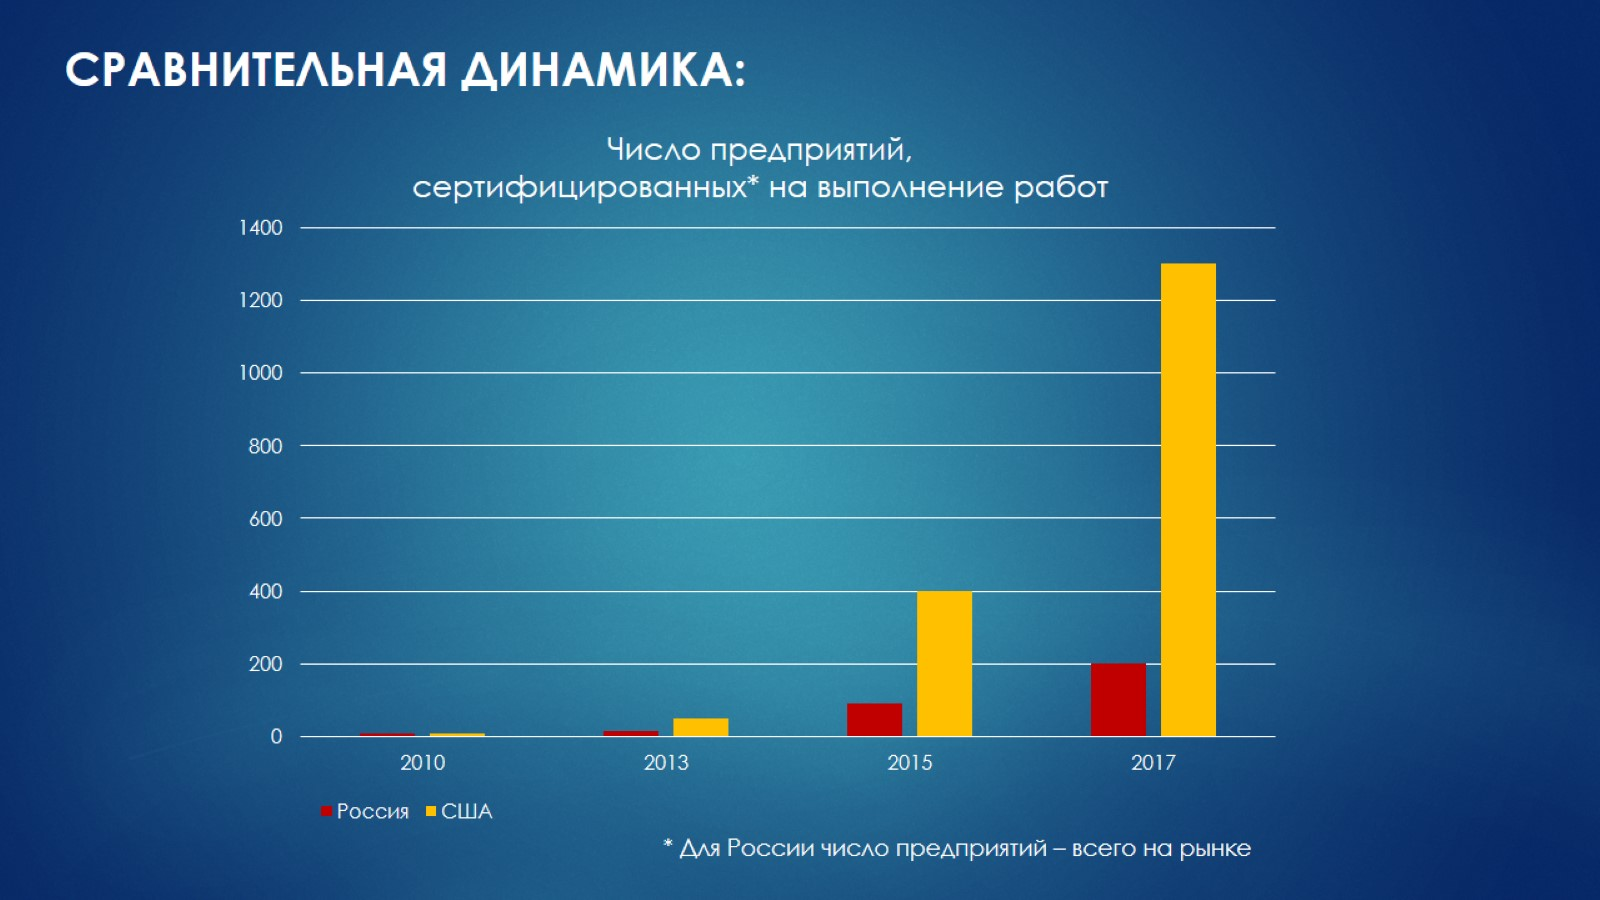 СРАВНИТЕЛЬНАЯ ДИНАМИКА:
Число предприятий,
сертифицированных* на выполнение работ
1400
1200
1000
800
600
400
200
0
2010 2013 2015 2017
Россия США
* Для России число предприятий – всего на рынке